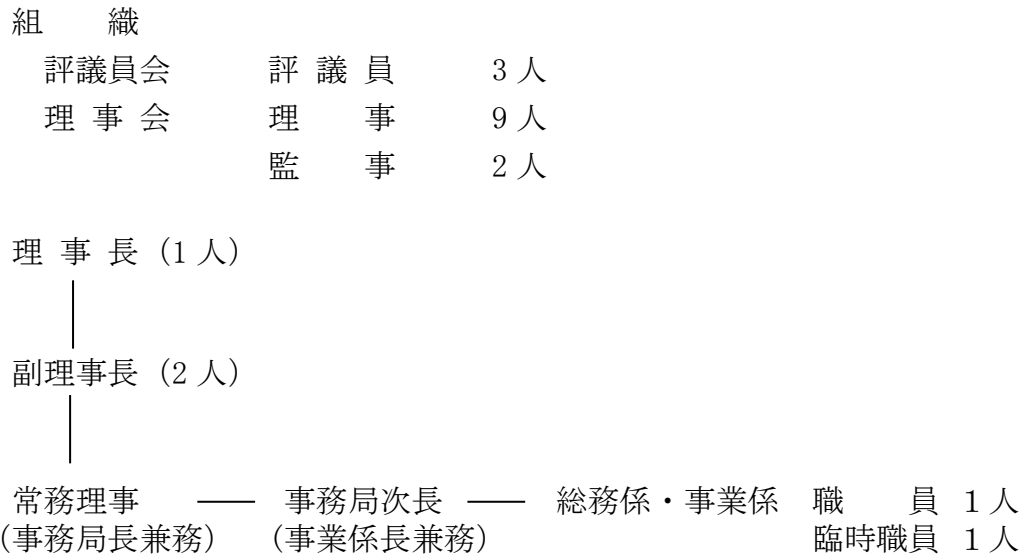 組　　織
評議員会　　評 議 員　　3 人
理 事 会　　理　　事　　9 人
監　　事　　2 人
理 事 長（1 人）
副理事長（2 人）
常務理事　――　事務局次長　――　総務係・事業係　職　　員　1 人
(事務局長兼務)　(事業係長兼務)　臨時職員　1 人